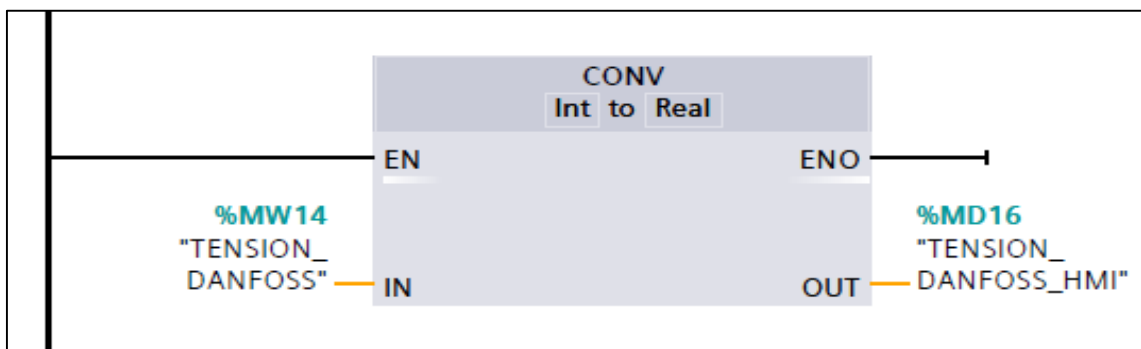 CONV
Int to Real
EN
ENO
%MW14
"TENSION_
DANFOSS"
IN
%MD16
"TENSION_
DANFOSS_HMI"
OUT